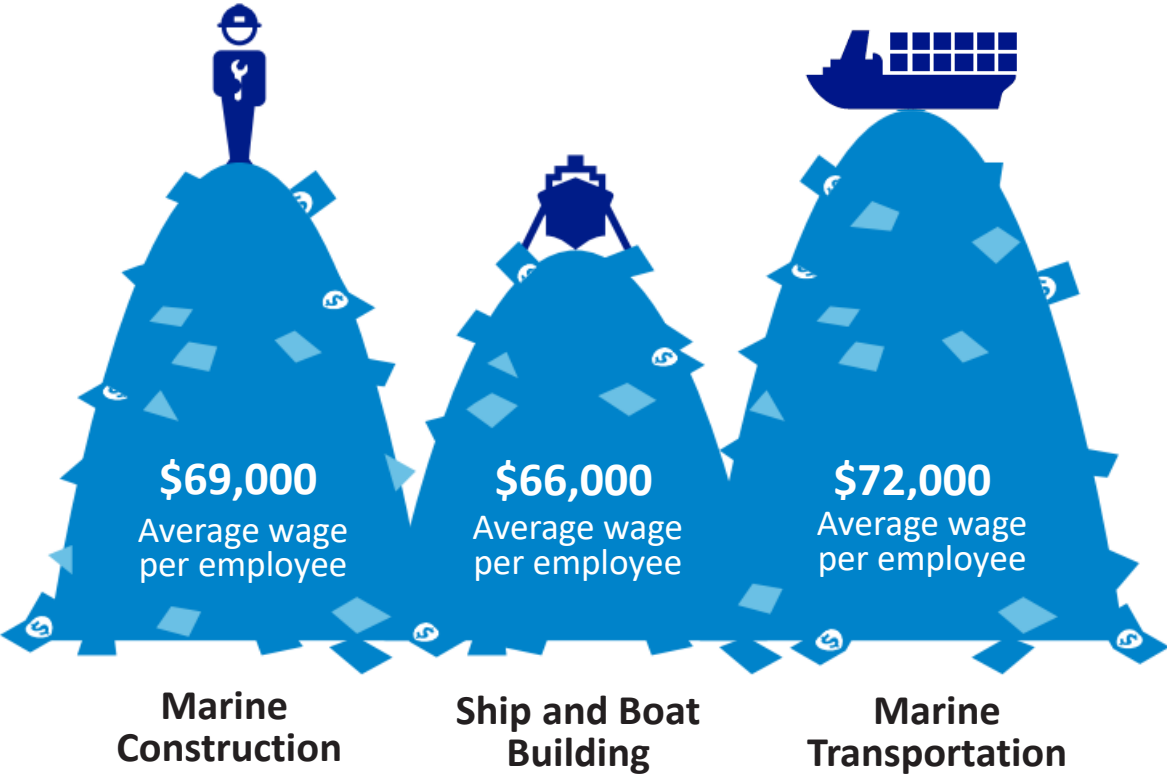 $69,000
Average wage
per employee
$66,000
Average wage
per employee
$72,000
Average wage
per employee
Marine
Construction
Ship and Boat
Building
Marine
Transportation